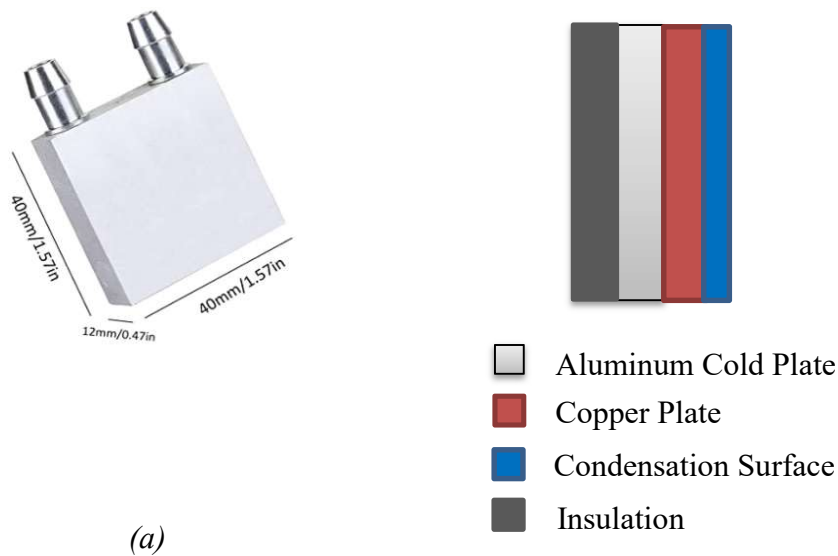 40mm/1.57in
40mm/1.57in
12mm/0.47in
Aluminum Cold Plate
Copper Plate
Condensation Surface
Insulation
(a)